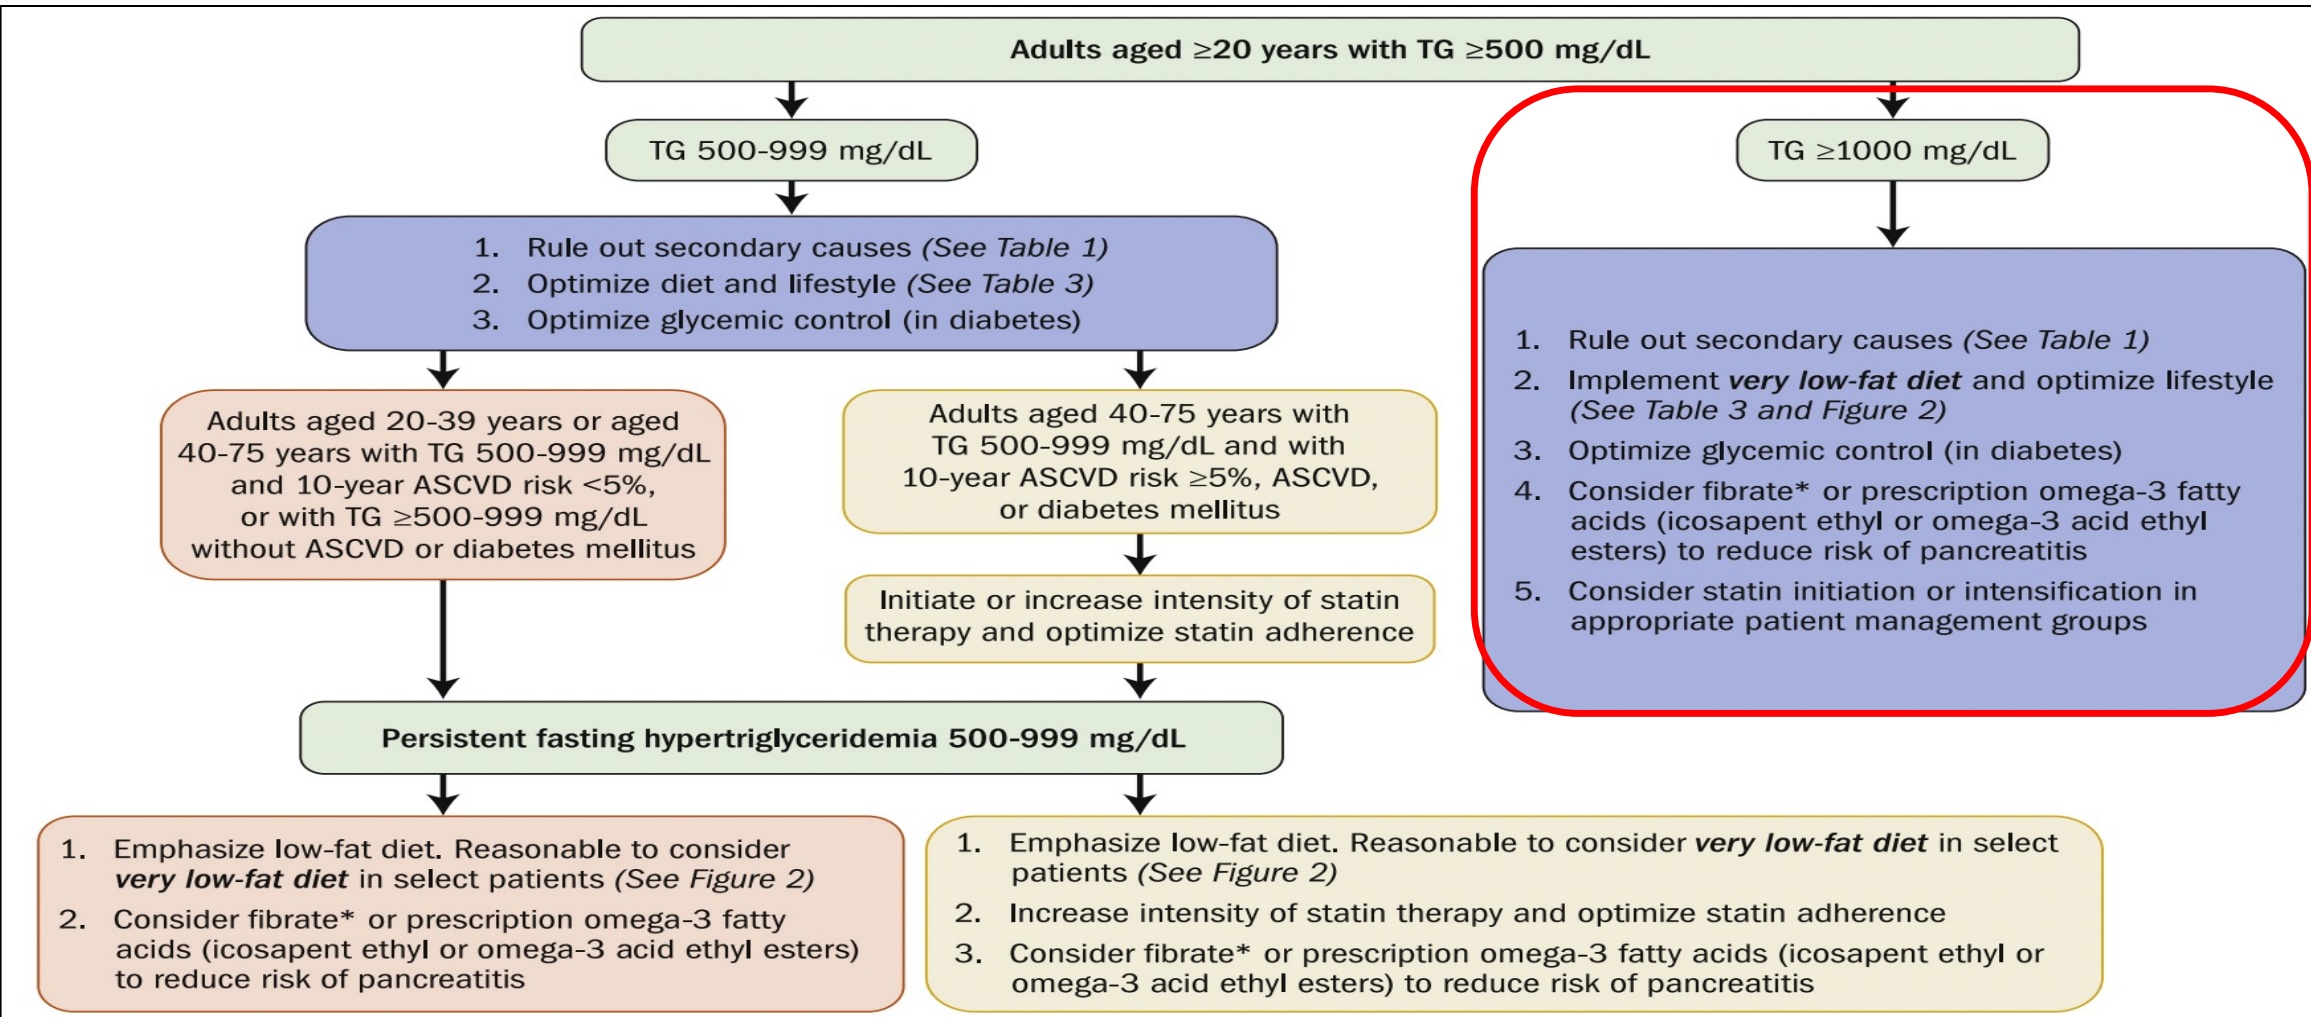 Adults aged ≥20 years with TG ≥500 mg/dL
TG 500-999 mg/dL
TG ≥1000 mg/dL
1. Rule out secondary causes (See Table 1)
2. Optimize diet and lifestyle (See Table 3)
3. Optimize glycemic control (in diabetes)
1. Rule out secondary causes (See Table 1)
2. Implement very low-fat diet and optimize lifestyle
(See Table 3 and Figure 2)
3. Optimize glycemic control (in diabetes)
4. Consider fibrate* or prescription omega-3 fatty
acids (icosapent ethyl or omega-3 acid ethyl
esters) to reduce risk of pancreatitis
5. Consider statin initiation or intensification in
appropriate patient management groups
Adults aged 20-39 years or aged
40-75 years with TG 500-999 mg/dL
and 10-year ASCVD risk <5%,
or with TG ≥500-999 mg/dL
without ASCVD or diabetes mellitus
Adults aged 40-75 years with
TG 500-999 mg/dL and with
10-year ASCVD risk ≥5%, ASCVD,
or diabetes mellitus
Initiate or increase intensity of statin
therapy and optimize statin adherence
Persistent fasting hypertriglyceridemia 500-999 mg/dL
1. Emphasize low-fat diet. Reasonable to consider
very low-fat diet in select patients (See Figure 2)
2. Consider fibrate* or prescription omega-3 fatty
acids (icosapent ethyl or omega-3 acid ethyl esters)
to reduce risk of pancreatitis
1. Emphasize low-fat diet. Reasonable to consider very low-fat diet in select
patients (See Figure 2)
2. Increase intensity of statin therapy and optimize statin adherence
3. Consider fibrate* or prescription omega-3 fatty acids (icosapent ethyl or
omega-3 acid ethyl esters) to reduce risk of pancreatitis